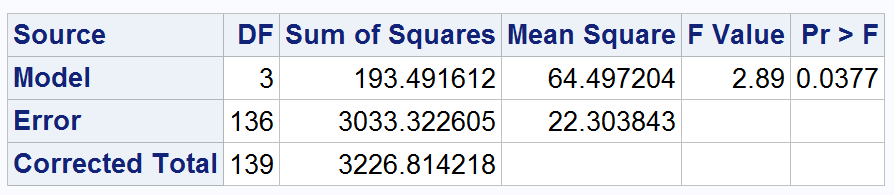 Source DF Sum of Squares Mean Square F Value Pr > F
Model 3 193.491612 64.497204 2.89 0.0377
Error 136 3033.322605 22.303843
Corrected Total 139 3226.814218